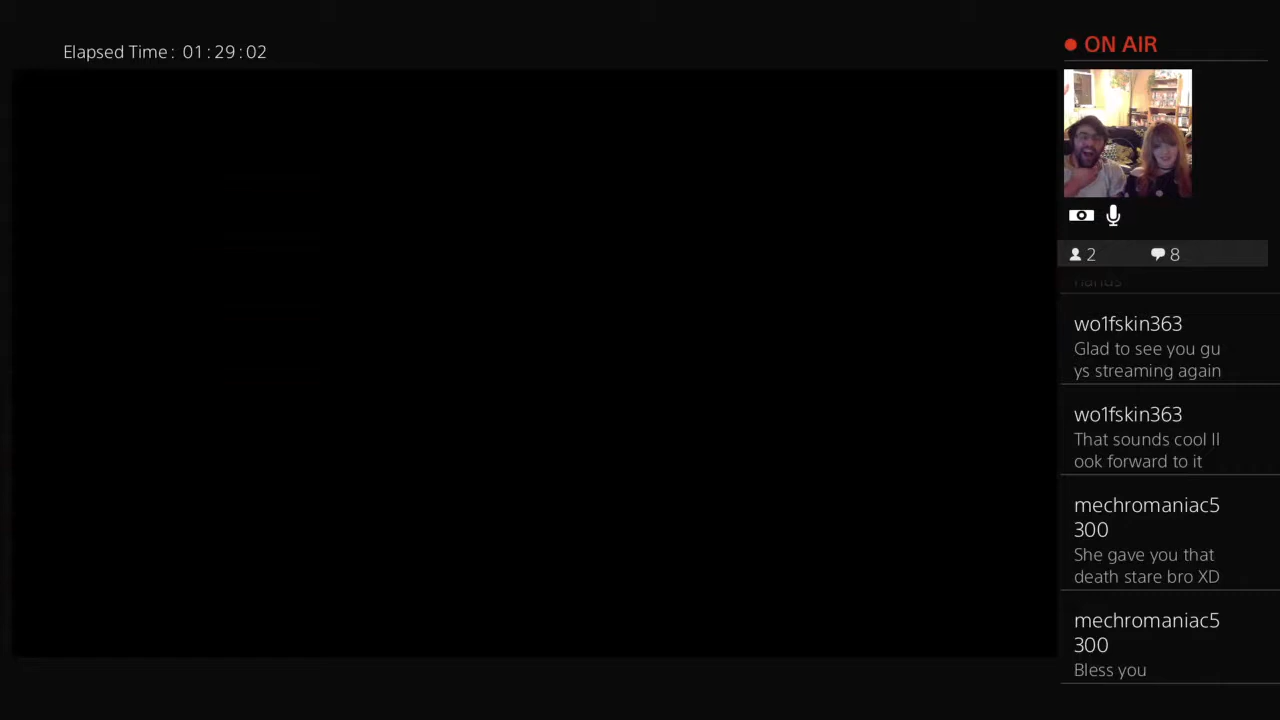 Elapsed Time: 01:29:02
ON AIR
2
8
hands
wo1fskin363
Glad to see you gu
ys streaming again
wo1fskin363
That sounds cool Il
ook forward to it
mechromaniac5
300
She gave you that
death stare bro XD
mechromaniac5
300
Bless you